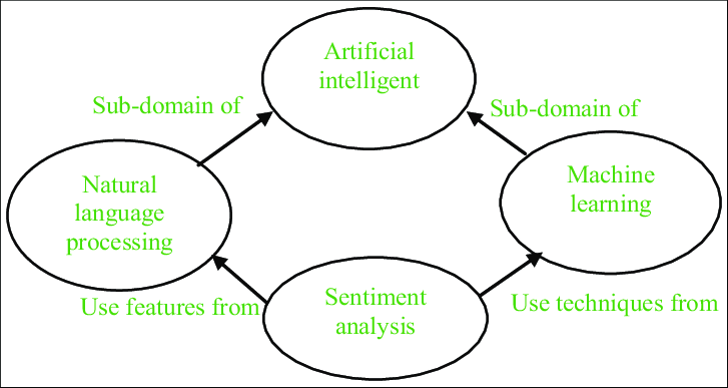 Artificial
intelligent
Sub-domain of
Sub-domain of
Natural
language
processing
Machine
learning
Use features from
Sentiment
analysis
Use techniques from